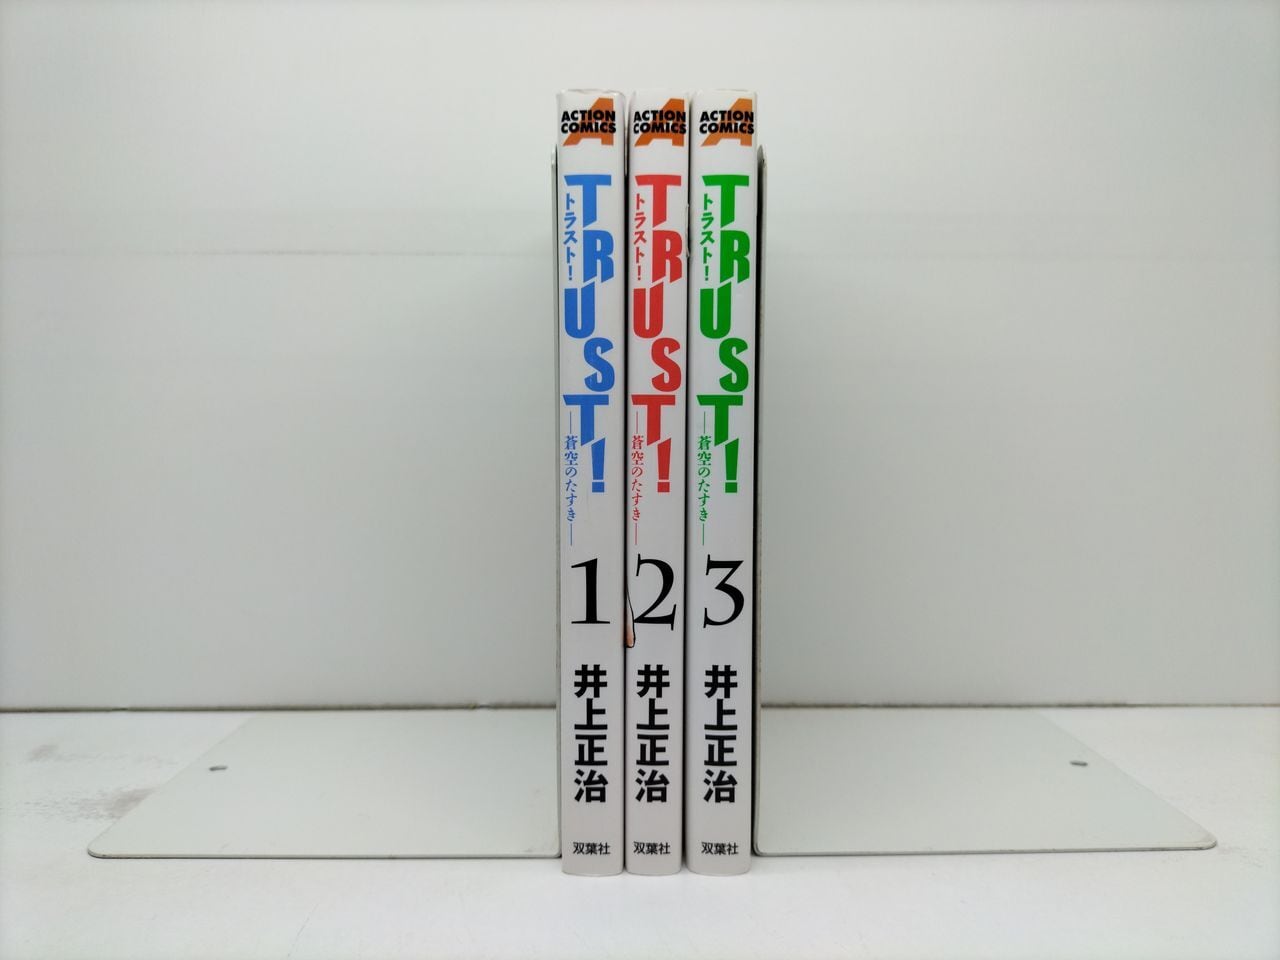 ACTION
COMICS
TRUST!
トラスト!
―蒼空のたすき―
1
井上正治
双葉社
ACTION
COMICS
TRUST!
トラスト!
―蒼空のたすき―
2
井上正治
双葉社
ACTION
COMICS
TRUST!
トラスト!
―蒼空のたすき―
3
井上正治
双葉社